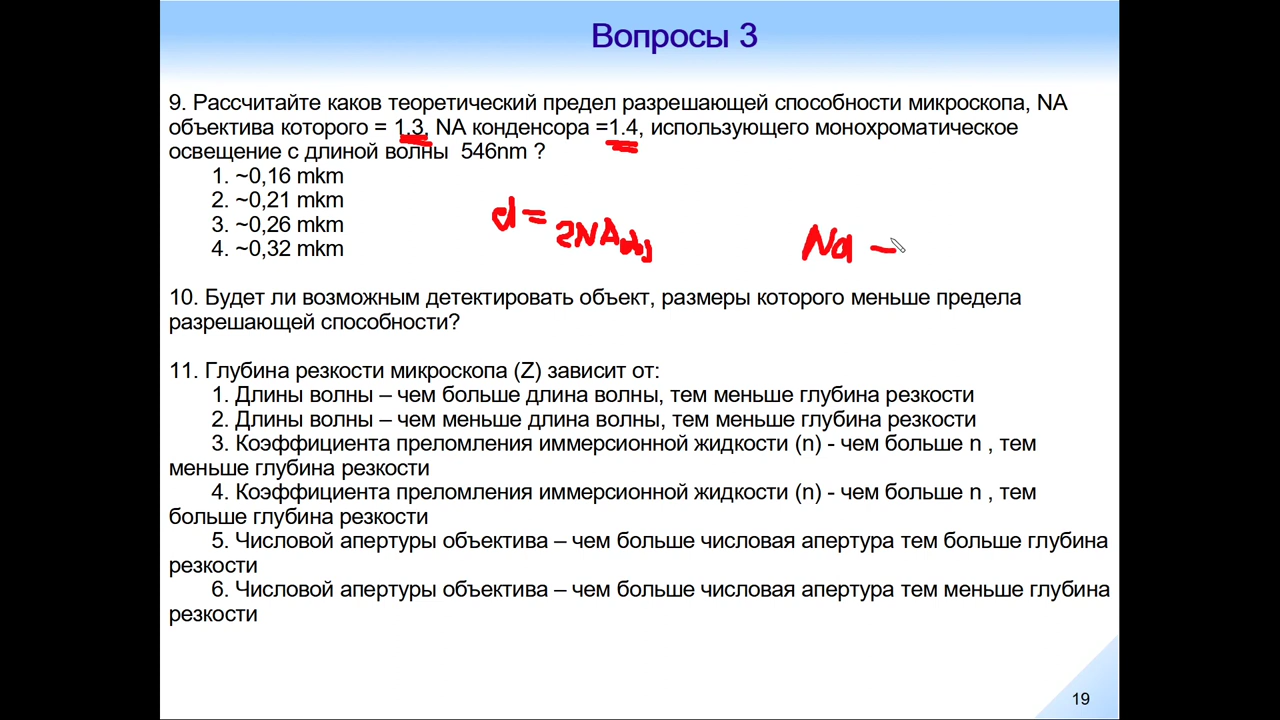 Вопросы 3
9. Рассчитайте каков теоретический предел разрешающей способности микроскопа, NA
объектива которого = 1.3, NA конденсора =1.4, использующего монохроматическое
освещение с длиной волны 546nm ?
1. ~0,16 mkm
2. ~0,21 mkm
3. ~0,26 mkm
4. ~0,32 mkm
d =
2NAobj
Na –
10. Будет ли возможным детектировать объект, размеры которого меньше предела
разрешающей способности?
11. Глубина резкости микроскопа (Z) зависит от:
1. Длины волны – чем больше длина волны, тем меньше глубина резкости
2. Длины волны – чем меньше длина волны, тем меньше глубина резкости
3. Коэффициента преломления иммерсионной жидкости (n) - чем больше n , тем
меньше глубина резкости
4. Коэффициента преломления иммерсионной жидкости (n) - чем больше n , тем
больше глубина резкости
5. Числовой апертуры объектива – чем больше числовая апертура тем больше глубина
резкости
6. Числовой апертуры объектива – чем больше числовая апертура тем меньше глубина
резкости
19